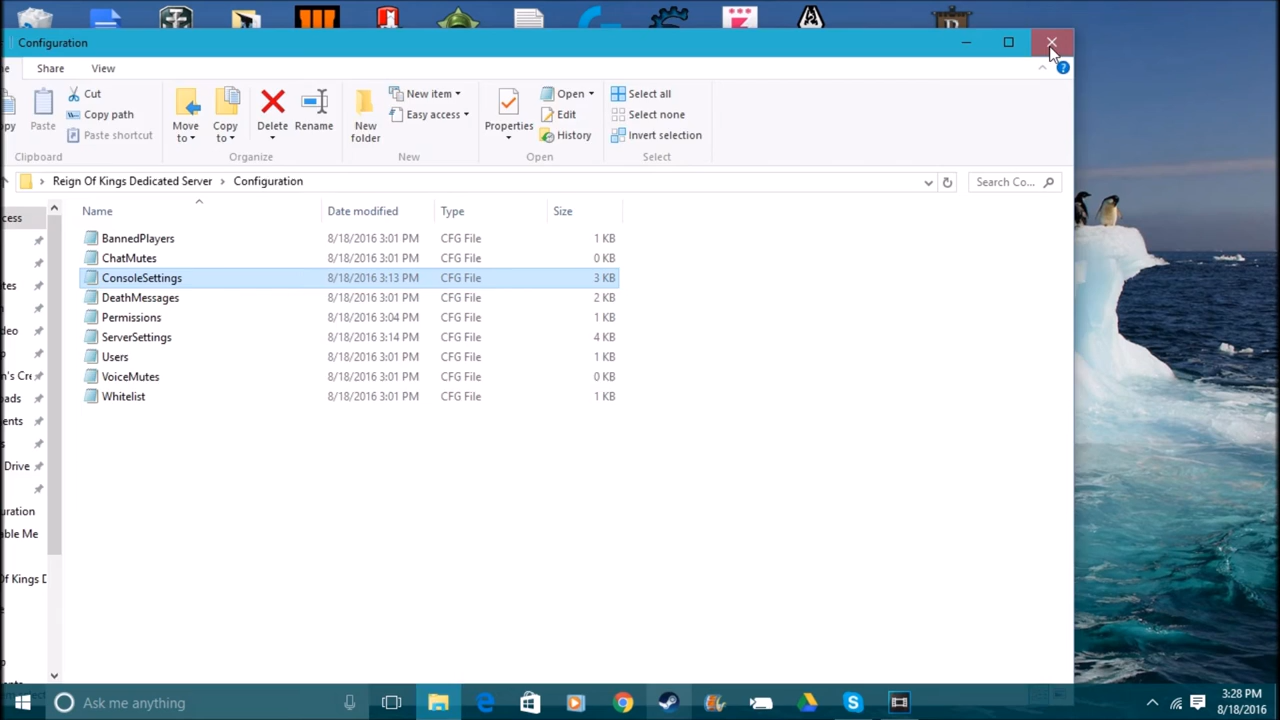 Configuration
Share View
Cut
Copy path
Paste shortcut
Paste
Clipboard
Move to
Copy to
Delete
Rename
Organize
New folder
New item
Easy access
New
Properties
Open
Edit
History
Open
Select all
Select none
Invert selection
Select
Reign Of Kings Dedicated Server > Configuration
Search Co...
Name Date modified Type Size
BannedPlayers 8/18/2016 3:01 PM CFG File 1 KB
ChatMutes 8/18/2016 3:01 PM CFG File 0 KB
ConsoleSettings 8/18/2016 3:13 PM CFG File 3 KB
DeathMessages 8/18/2016 3:01 PM CFG File 2 KB
Permissions 8/18/2016 3:04 PM CFG File 1 KB
ServerSettings 8/18/2016 3:14 PM CFG File 4 KB
Users 8/18/2016 3:01 PM CFG File 1 KB
VoiceMutes 8/18/2016 3:01 PM CFG File 0 KB
Whitelist 8/18/2016 3:01 PM CFG File 1 KB
Drive
Of Kings D
Ask me anything
3:28 PM
8/18/2016